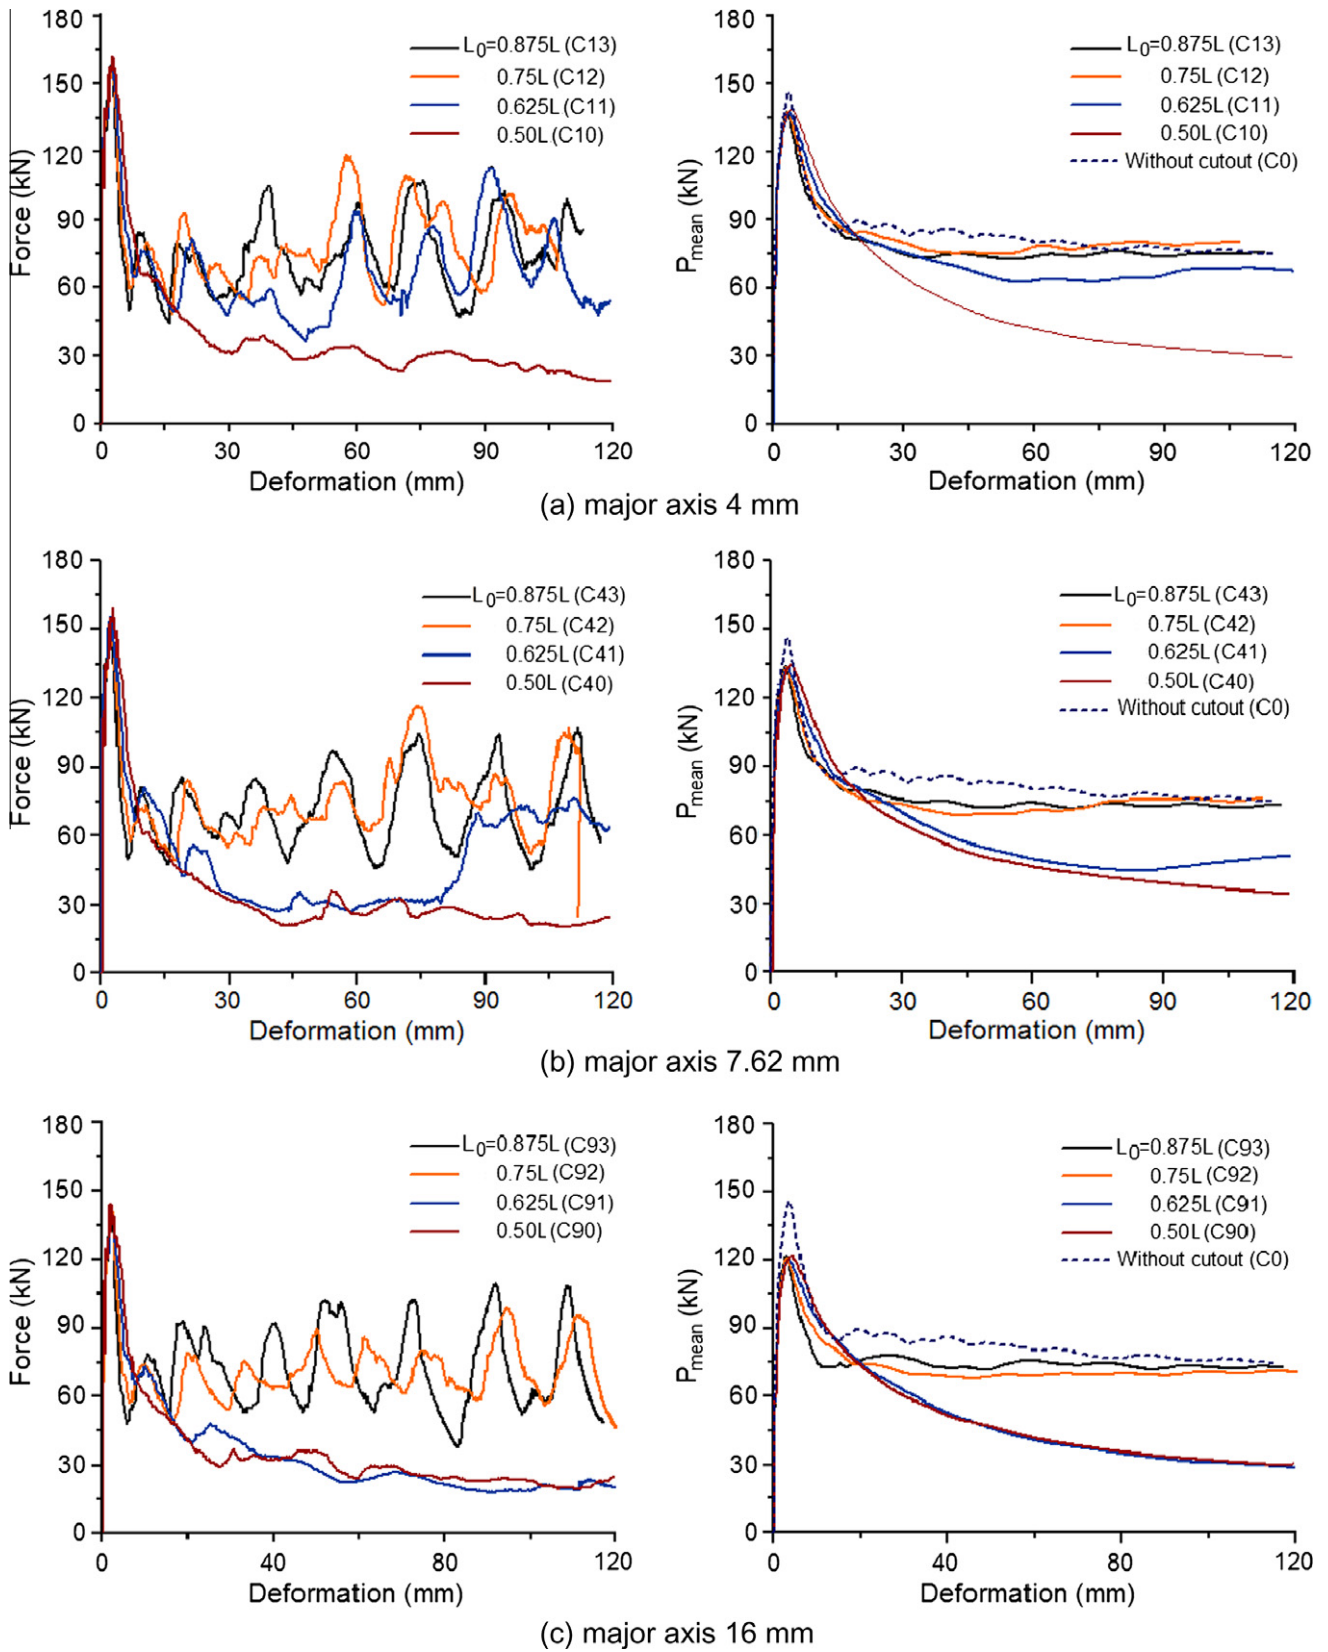 180
150
120
90
60
30
0
Force (kN)
L0=0.875L (C13)
0.75L (C12)
0.625L (C11)
0.50L (C10)
0 30 60 90 120
Deformation (mm)
180
150
120
90
60
30
0
Pmean (kN)
L0=0.875L (C13)
0.75L (C12)
0.625L (C11)
0.50L (C10)
Without cutout (C0)
0 30 60 90 120
Deformation (mm)
(a) major axis 4 mm
180
150
120
90
60
30
0
Force (kN)
L0=0.875L (C43)
0.75L (C42)
0.625L (C41)
0.50L (C40)
0 30 60 90 120
Deformation (mm)
180
150
120
90
60
30
0
Pmean (kN)
L0=0.875L (C43)
0.75L (C42)
0.625L (C41)
0.50L (C40)
Without cutout (C0)
0 30 60 90 120
Deformation (mm)
(b) major axis 7.62 mm
180
150
120
90
60
30
0
Force (kN)
L0=0.875L (C93)
0.75L (C92)
0.625L (C91)
0.50L (C90)
0 40 80 120
Deformation (mm)
180
150
120
90
60
30
0
Pmean (kN)
L0=0.875L (C93)
0.75L (C92)
0.625L (C91)
0.50L (C90)
Without cutout (C0)
0 40 80 120
Deformation (mm)
(c) major axis 16 mm